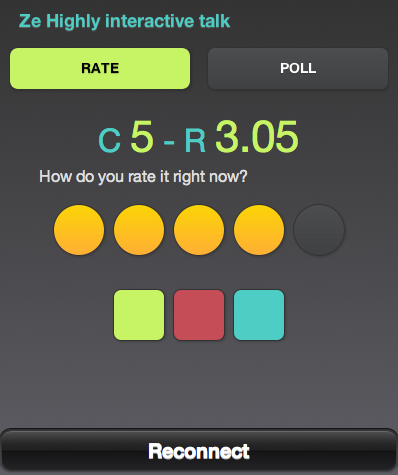 Ze Highly interactive talk
RATE POLL
C 5 - R 3.05
How do you rate it right now?
Reconnect